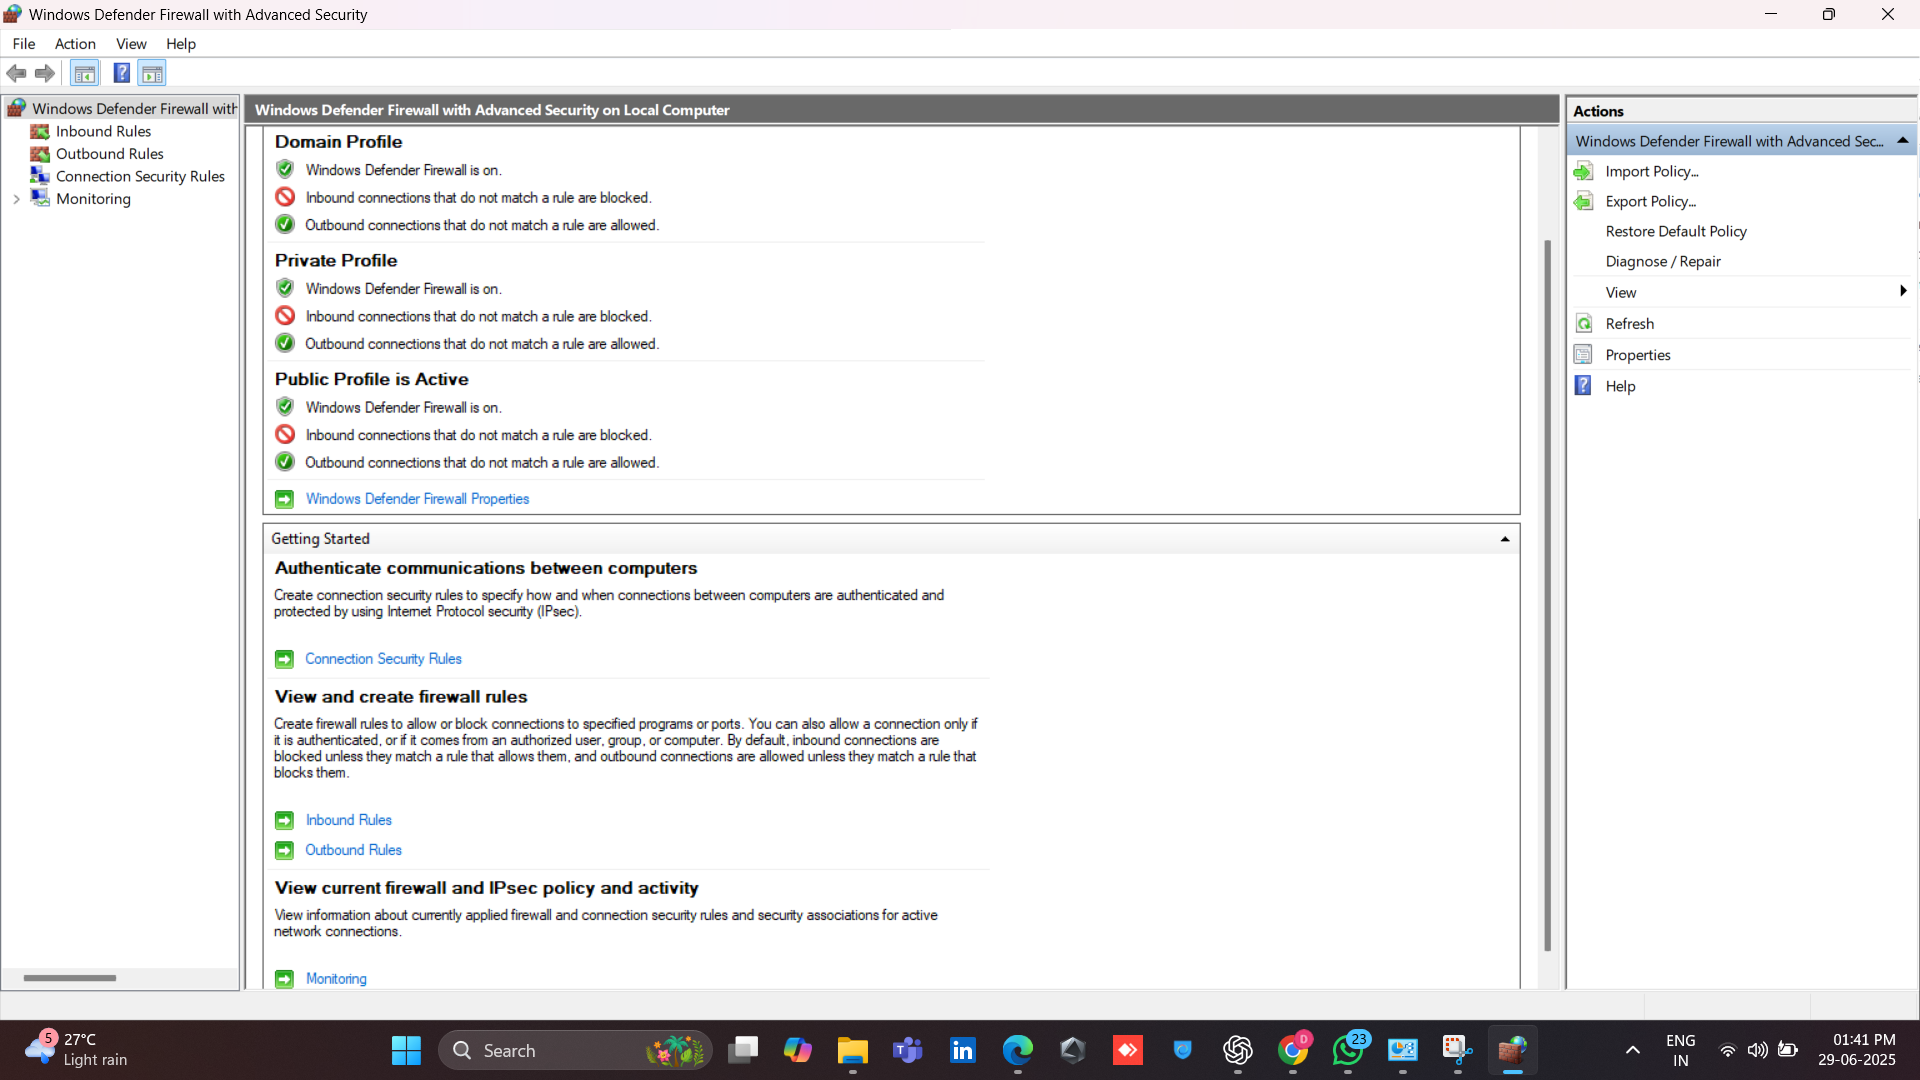 Windows Defender Firewall with Advanced Security
File Action View Help
Windows Defender Firewall with
Inbound Rules
Outbound Rules
Connection Security Rules
Monitoring
Windows Defender Firewall with Advanced Security on Local Computer
Domain Profile
Windows Defender Firewall is on.
Inbound connections that do not match a rule are blocked.
Outbound connections that do not match a rule are allowed.
Private Profile
Windows Defender Firewall is on.
Inbound connections that do not match a rule are blocked.
Outbound connections that do not match a rule are allowed.
Public Profile is Active
Windows Defender Firewall is on.
Inbound connections that do not match a rule are blocked.
Outbound connections that do not match a rule are allowed.
Windows Defender Firewall Properties
Getting Started
Authenticate communications between computers
Create connection security rules to specify how and when connections between computers are authenticated and
protected by using Internet Protocol security (IPsec).
Connection Security Rules
View and create firewall rules
Create firewall rules to allow or block connections to specified programs or ports. You can also allow a connection only if
it is authenticated, or if it comes from an authorized user, group, or computer. By default, inbound connections are
blocked unless they match a rule that allows them, and outbound connections are allowed unless they match a rule that
blocks them.
Inbound Rules
Outbound Rules
View current firewall and IPsec policy and activity
View information about currently applied firewall and connection security rules and security associations for active
network connections.
Monitoring
Actions
Windows Defender Firewall with Advanced Sec...
Import Policy...
Export Policy...
Restore Default Policy
Diagnose / Repair
View
Refresh
Properties
Help
5
27°C
Light rain
Search
D
23
ENG
IN
01:41 PM
29-06-2025